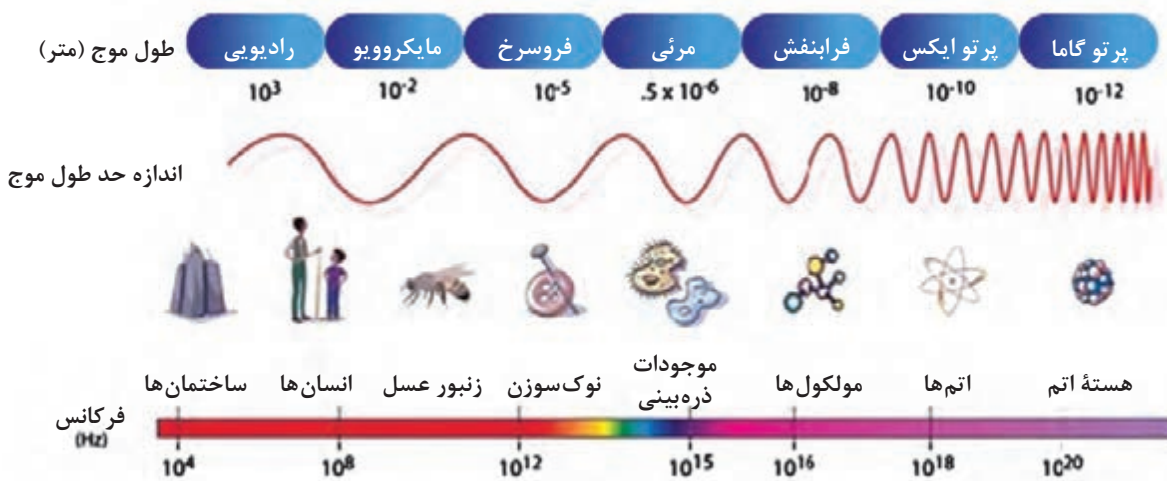 طول موج (متر) رادیویی مایکروویو فروسرخ مرئی فرابنفش پرتو ایکس پرتو گاما
10³ 10⁻² 10⁻⁵ .5 x 10⁻⁶ 10⁻⁸ 10⁻¹⁰ 10⁻¹²
اندازه حد طول موج
ساختمان‌ها انسان‌ها زنبور عسل نوک‌سوزن موجودات ذره‌بینی مولکول‌ها اتم‌ها هستهٔ اتم
فرکانس
(Hz)
10⁴ 10⁸ 10¹² 10¹⁵ 10¹⁶ 10¹⁸ 10²⁰